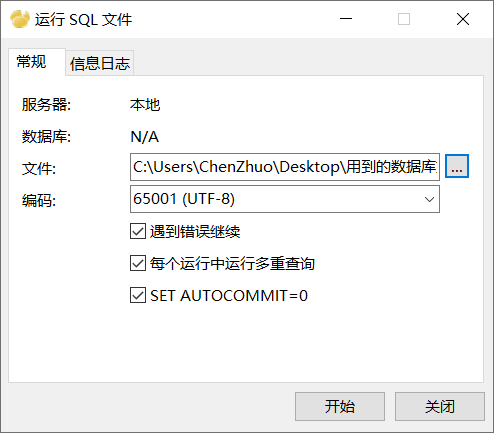 运行 SQL 文件
常规 信息日志
服务器: 本地
数据库: N/A
文件: C:\Users\ChenZhuo\Desktop\用到的数据库 ...
编码: 65001 (UTF-8)
遇到错误继续
每个运行中运行多重查询
SET AUTOCOMMIT=0
开始 关闭